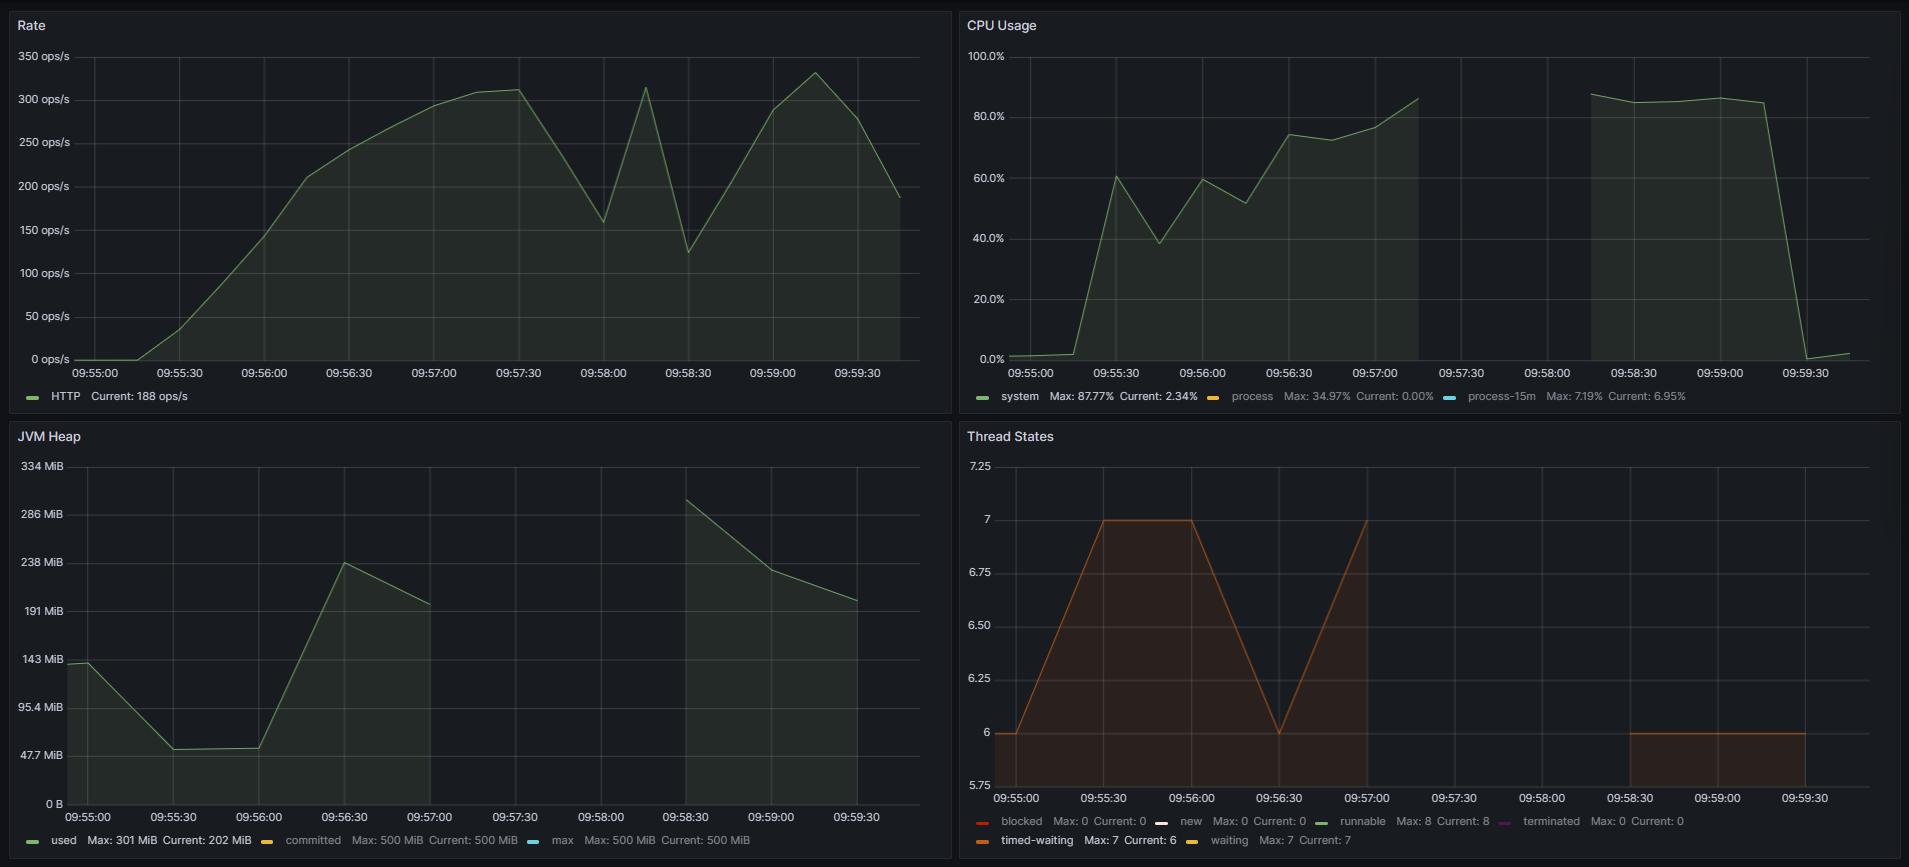 Rate
350 ops/s
300 ops/s
250 ops/s
200 ops/s
150 ops/s
100 ops/s
50 ops/s
0 ops/s
09:55:00 09:55:30 09:56:00 09:56:30 09:57:00 09:57:30 09:58:00 09:58:30 09:59:00 09:59:30
HTTP Current: 188 ops/s
CPU Usage
100.0%
80.0%
60.0%
40.0%
20.0%
0.0%
09:55:00 09:55:30 09:56:00 09:56:30 09:57:00 09:57:30 09:58:00 09:58:30 09:59:00 09:59:30
system Max: 87.77% Current: 2.34% process Max: 34.97% Current: 0.00% process-15m Max: 7.19% Current: 6.95%
JVM Heap
334 MiB
286 MiB
238 MiB
191 MiB
143 MiB
95.4 MiB
47.7 MiB
0 B
09:55:00 09:55:30 09:56:00 09:56:30 09:57:00 09:57:30 09:58:00 09:58:30 09:59:00 09:59:30
used Max: 301 MiB Current: 202 MiB committed Max: 500 MiB Current: 500 MiB max Max: 500 MiB Current: 500 MiB
Thread States
7.25
7
6.75
6.50
6.25
6
5.75
09:55:00 09:55:30 09:56:00 09:56:30 09:57:00 09:57:30 09:58:00 09:58:30 09:59:00 09:59:30
blocked Max: 0 Current: 0 new Max: 0 Current: 0 runnable Max: 8 Current: 8 terminated Max: 0 Current: 0
timed-waiting Max: 7 Current: 6 waiting Max: 7 Current: 7